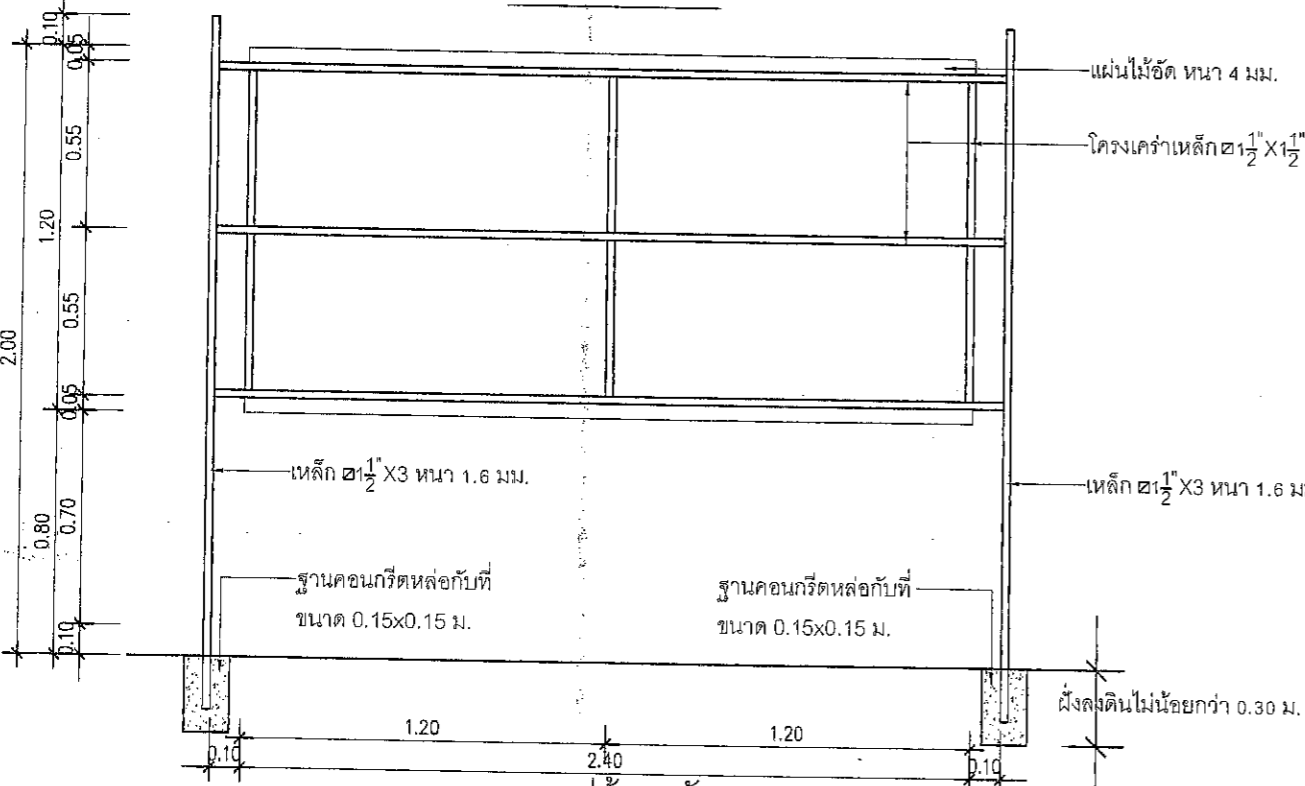 0.10
0.05
แผ่นไม้อัด หนา 4 มม.
0.55
โครงเคร่าเหล็ก⧄1½"X1½"
1.20
0.55
2.00
0.05
เหล็ก ⧄1½"X3 หนา 1.6 มม.
เหล็ก ⧄1½"X3 หนา 1.6
0.70
0.80
ฐานคอนกรีตหล่อกับที่
ขนาด 0.15x0.15 ม.
ฐานคอนกรีตหล่อกับที่
ขนาด 0.15x0.15 ม.
0.10
ฝั่งลงดินไม่น้อยกว่า 0.30 ม.
1.20
1.20
0.10
2.40
0.10